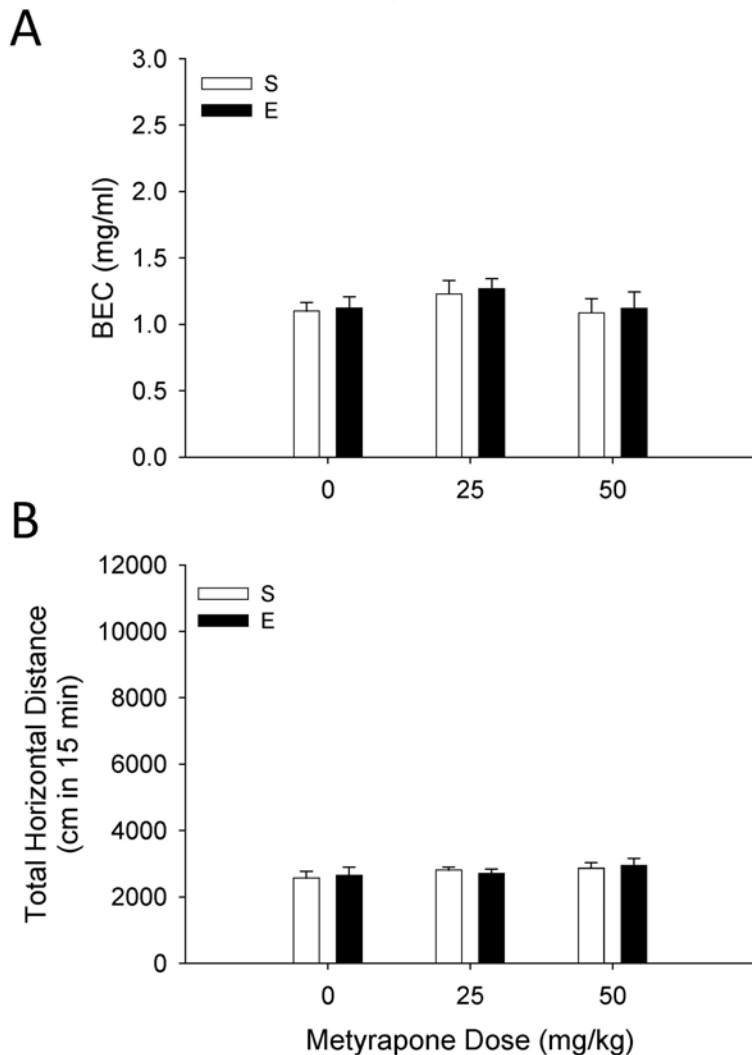 A
3.0
S
E
2.5
2.0
BEC (mg/ml)
1.5
1.0
0.5
0.0
0 25 50
B
12000
S
E
10000
8000
Total Horizontal Distance
(cm in 15 min)
6000
4000
2000
0
0 25 50
Metyrapone Dose (mg/kg)